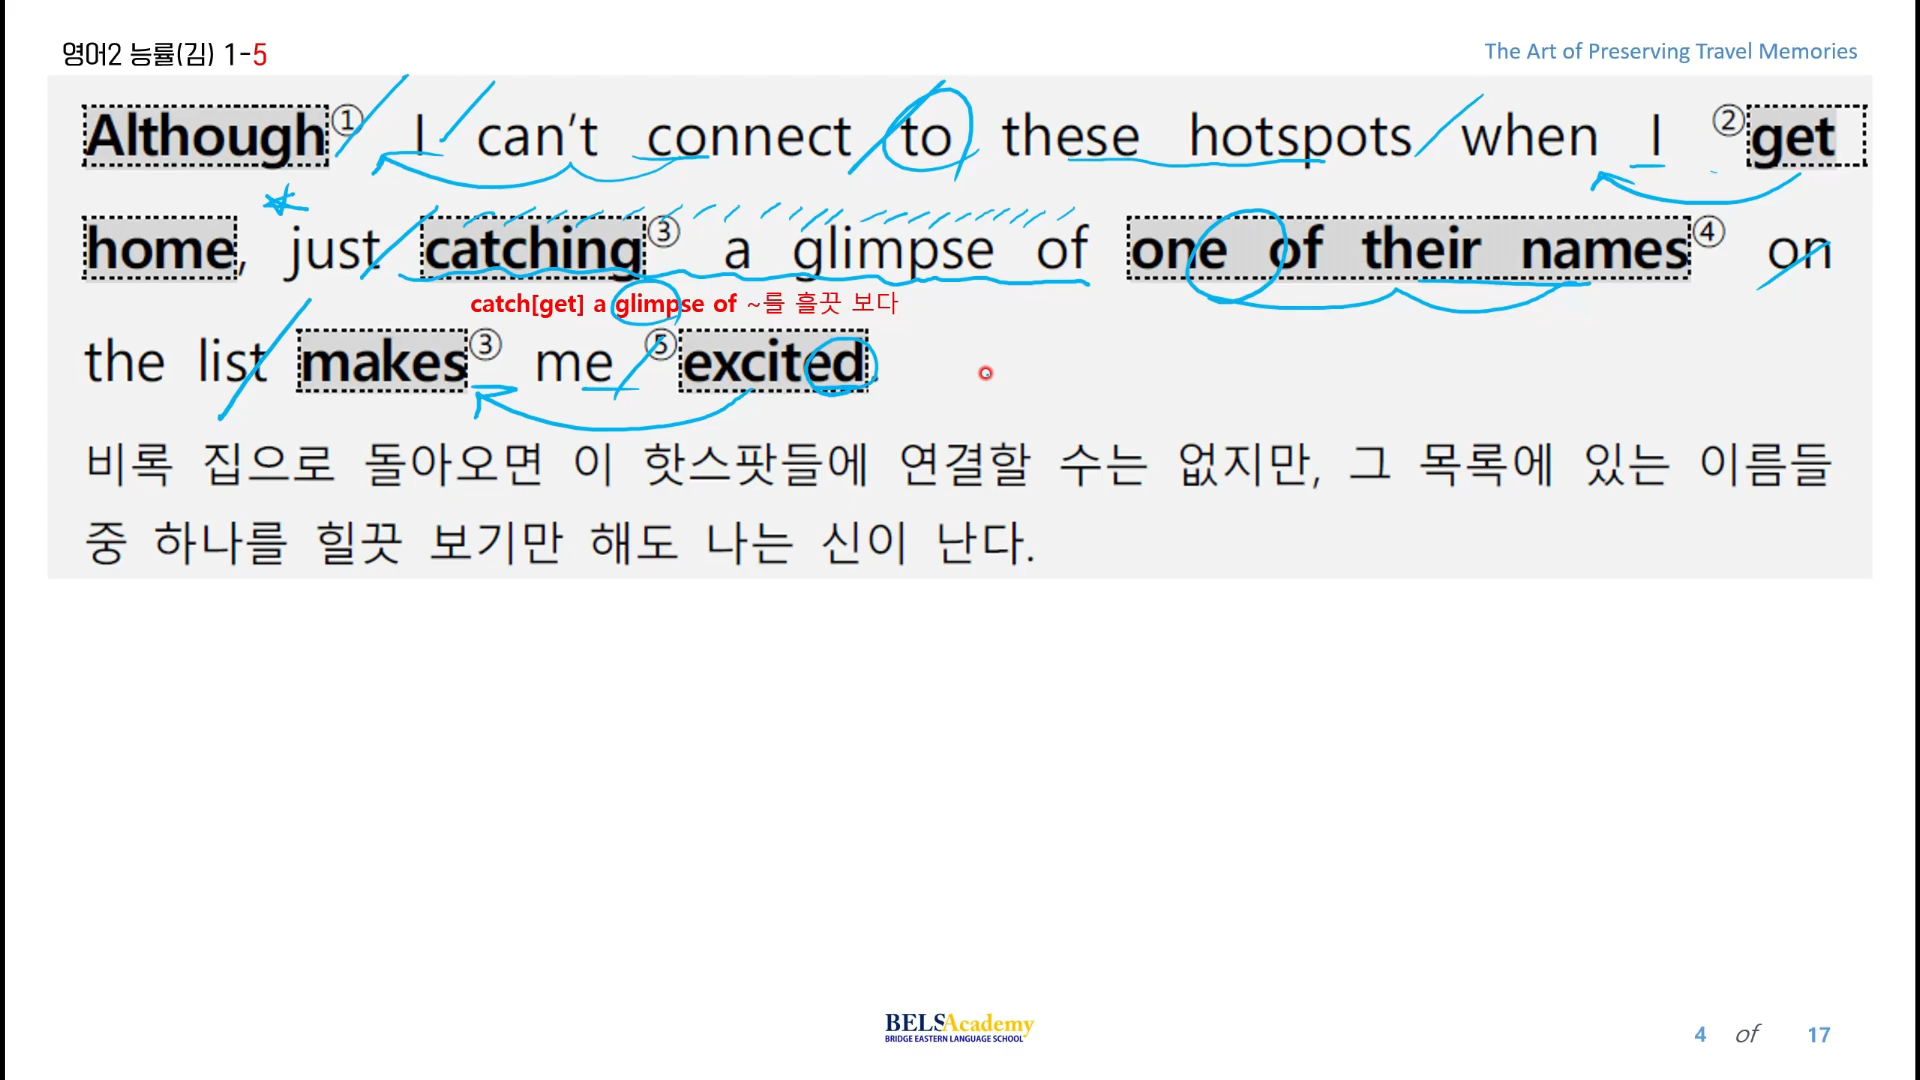 영어2 능률(김) 1-5
The Art of Preserving Travel Memories
Although① I can't connect to these hotspots when I ②get
home, just catching③ a glimpse of one of their names④ on
catch[get] a glimpse of ~를 흘끗 보다
the list makes③ me ⑤excited.
비록 집으로 돌아오면 이 핫스팟들에 연결할 수는 없지만, 그 목록에 있는 이름들
중 하나를 힐끗 보기만 해도 나는 신이 난다.
BELSAcademy
BRIDGE EASTERN LANGUAGE SCHOOL
4 of 17